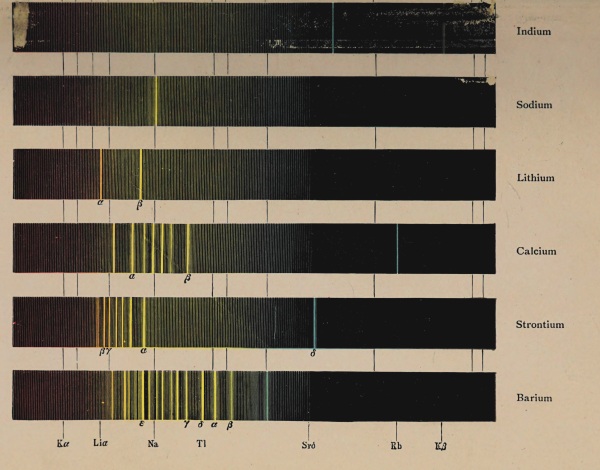 Indium
Sodium
Lithium
α β
Calcium
α β
Strontium
βγ α δ
Barium
ε γ δ α β
Kα Liα Na Tl Srδ Rb Kβ